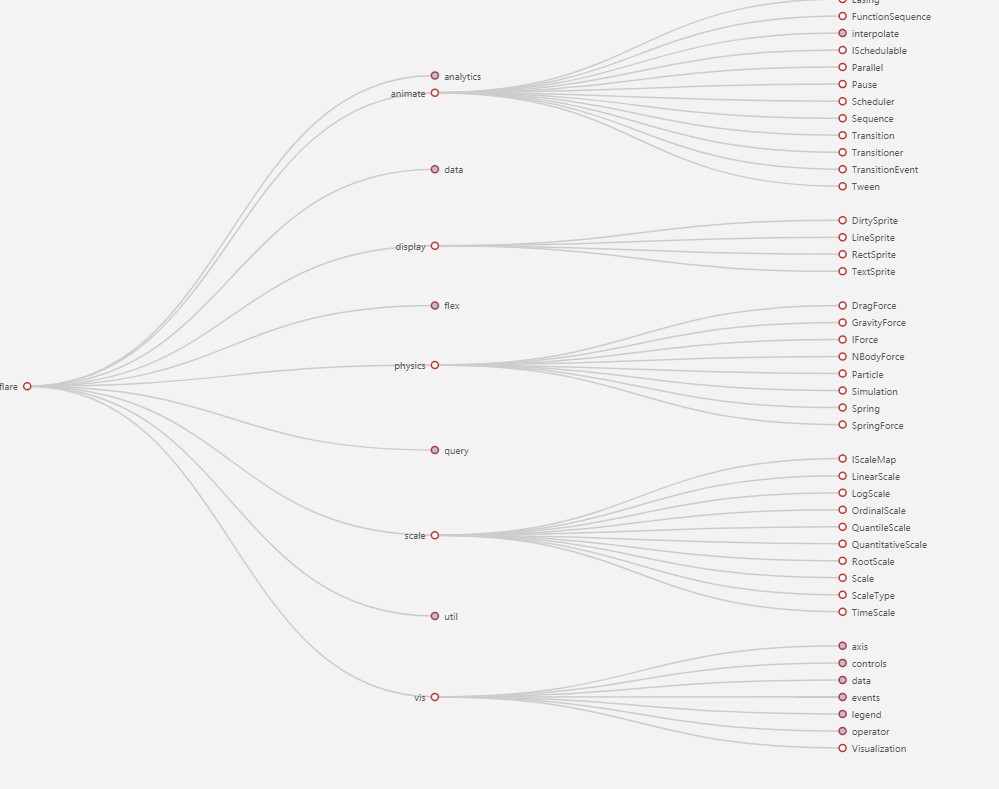 Easing
FunctionSequence
interpolate
ISchedulable
Parallel
Pause
Scheduler
Sequence
Transition
Transitioner
TransitionEvent
Tween
analytics
animate
data
display
DirtySprite
LineSprite
RectSprite
TextSprite
flex
physics
DragForce
GravityForce
IForce
NBodyForce
Particle
Simulation
Spring
SpringForce
flare
query
scale
IScaleMap
LinearScale
LogScale
OrdinalScale
QuantileScale
QuantitativeScale
RootScale
Scale
ScaleType
TimeScale
util
vis
axis
controls
data
events
legend
operator
Visualization